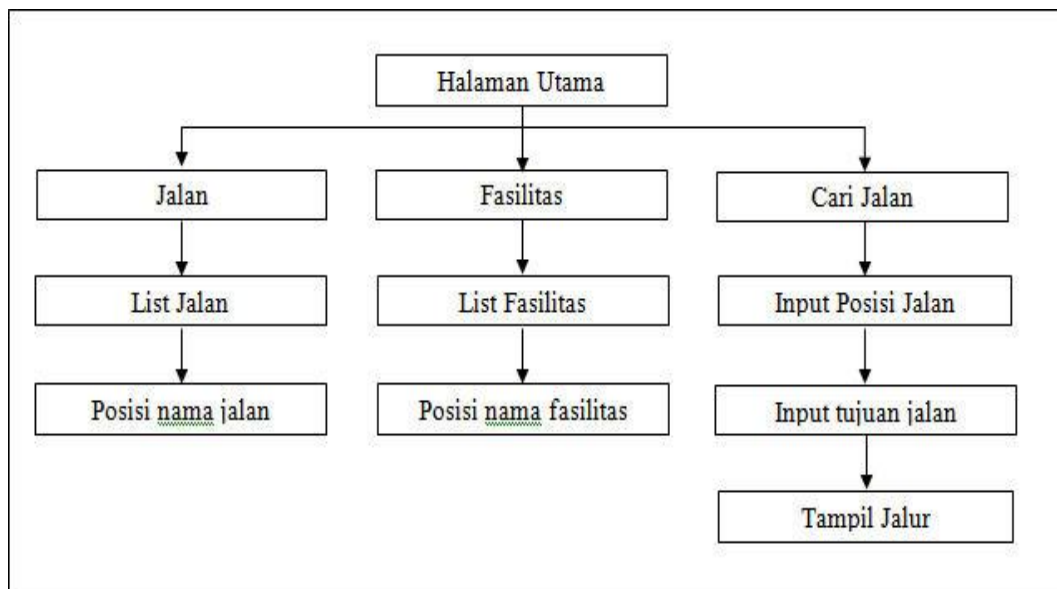 Halaman Utama
Jalan
Fasilitas
Cari Jalan
List Jalan
List Fasilitas
Input Posisi Jalan
Posisi nama jalan
Posisi nama fasilitas
Input tujuan jalan
Tampil Jalur